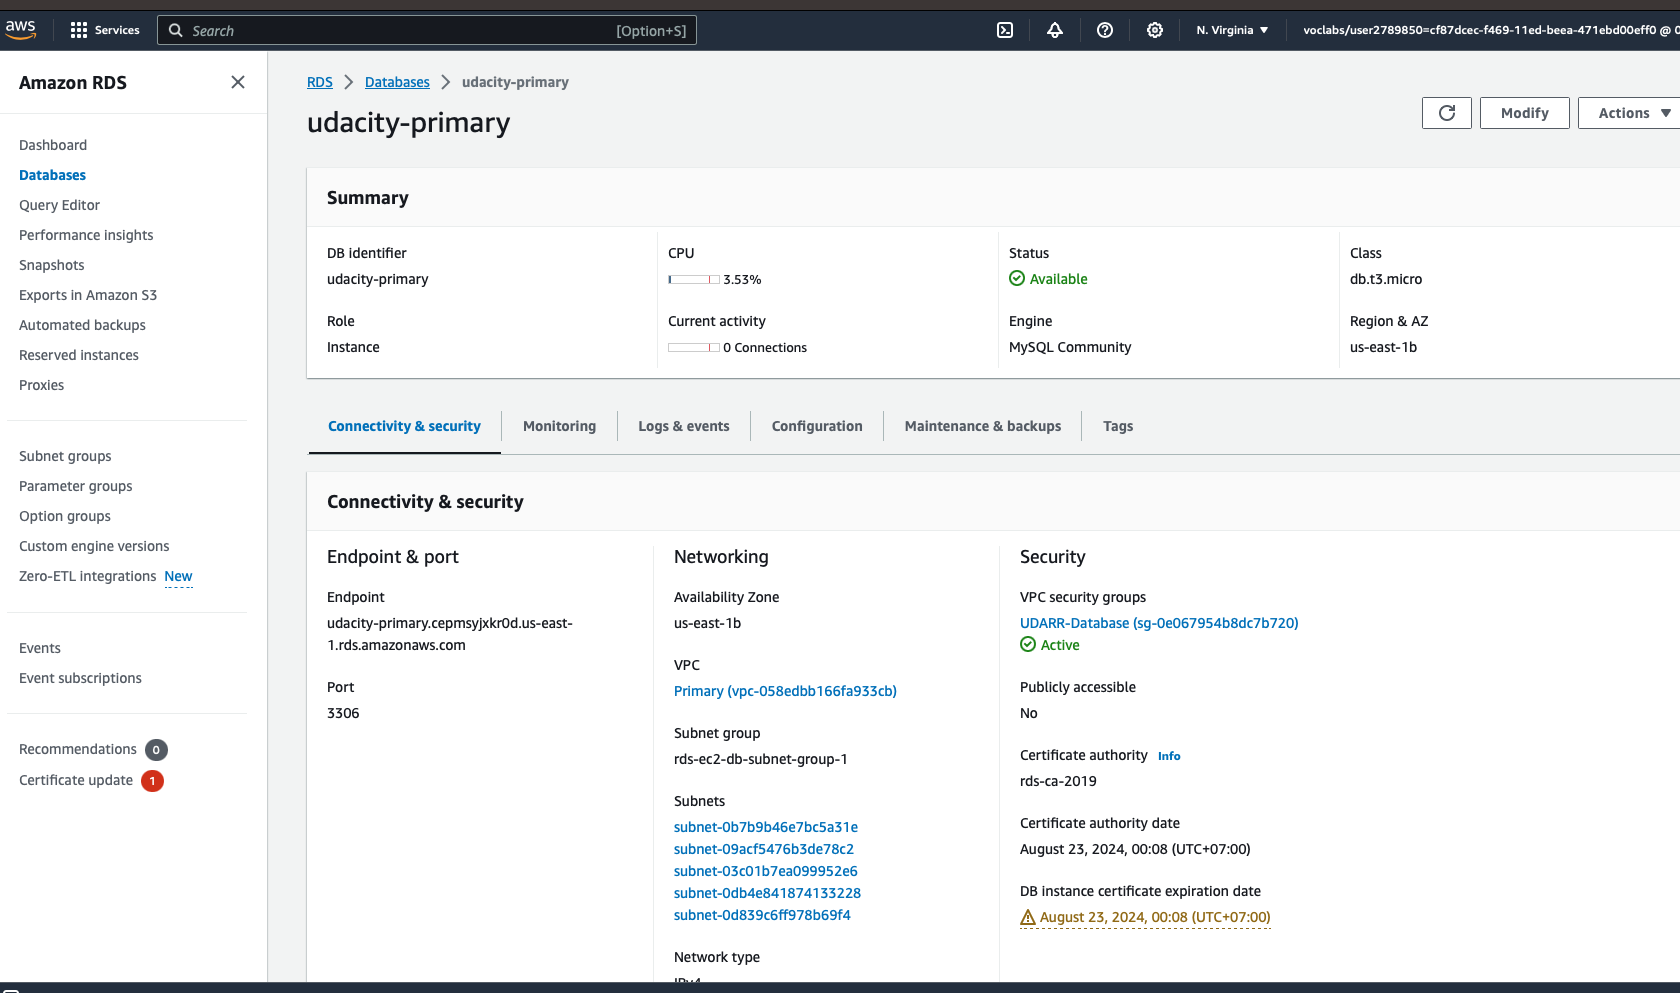 aws
Services
Search
[Option+S]
N. Virginia
voclabs/user2789850=cf87dcec-f469-11ed-beea-471ebd00eff0 @ 0
Amazon RDS
Dashboard
Databases
Query Editor
Performance insights
Snapshots
Exports in Amazon S3
Automated backups
Reserved instances
Proxies
Subnet groups
Parameter groups
Option groups
Custom engine versions
Zero-ETL integrations New
Events
Event subscriptions
Recommendations 0
Certificate update 1
RDS > Databases > udacity-primary
udacity-primary
Modify
Actions
Summary
DB identifier
udacity-primary
Role
Instance
CPU
3.53%
Current activity
0 Connections
Status
Available
Engine
MySQL Community
Class
db.t3.micro
Region & AZ
us-east-1b
Connectivity & security
Monitoring
Logs & events
Configuration
Maintenance & backups
Tags
Connectivity & security
Endpoint & port
Endpoint
udacity-primary.cepmsyjxkr0d.us-east-
1.rds.amazonaws.com
Port
3306
Networking
Availability Zone
us-east-1b
VPC
Primary (vpc-058edbb166fa933cb)
Subnet group
rds-ec2-db-subnet-group-1
Subnets
subnet-0b7b9b46e7bc5a31e
subnet-09acf5476b3de78c2
subnet-03c01b7ea099952e6
subnet-0db4e841874133228
subnet-0d839c6ff978b69f4
Network type
IPv4
Security
VPC security groups
UDARR-Database (sg-0e067954b8dc7b720)
Active
Publicly accessible
No
Certificate authority Info
rds-ca-2019
Certificate authority date
August 23, 2024, 00:08 (UTC+07:00)
DB instance certificate expiration date
August 23, 2024, 00:08 (UTC+07:00)